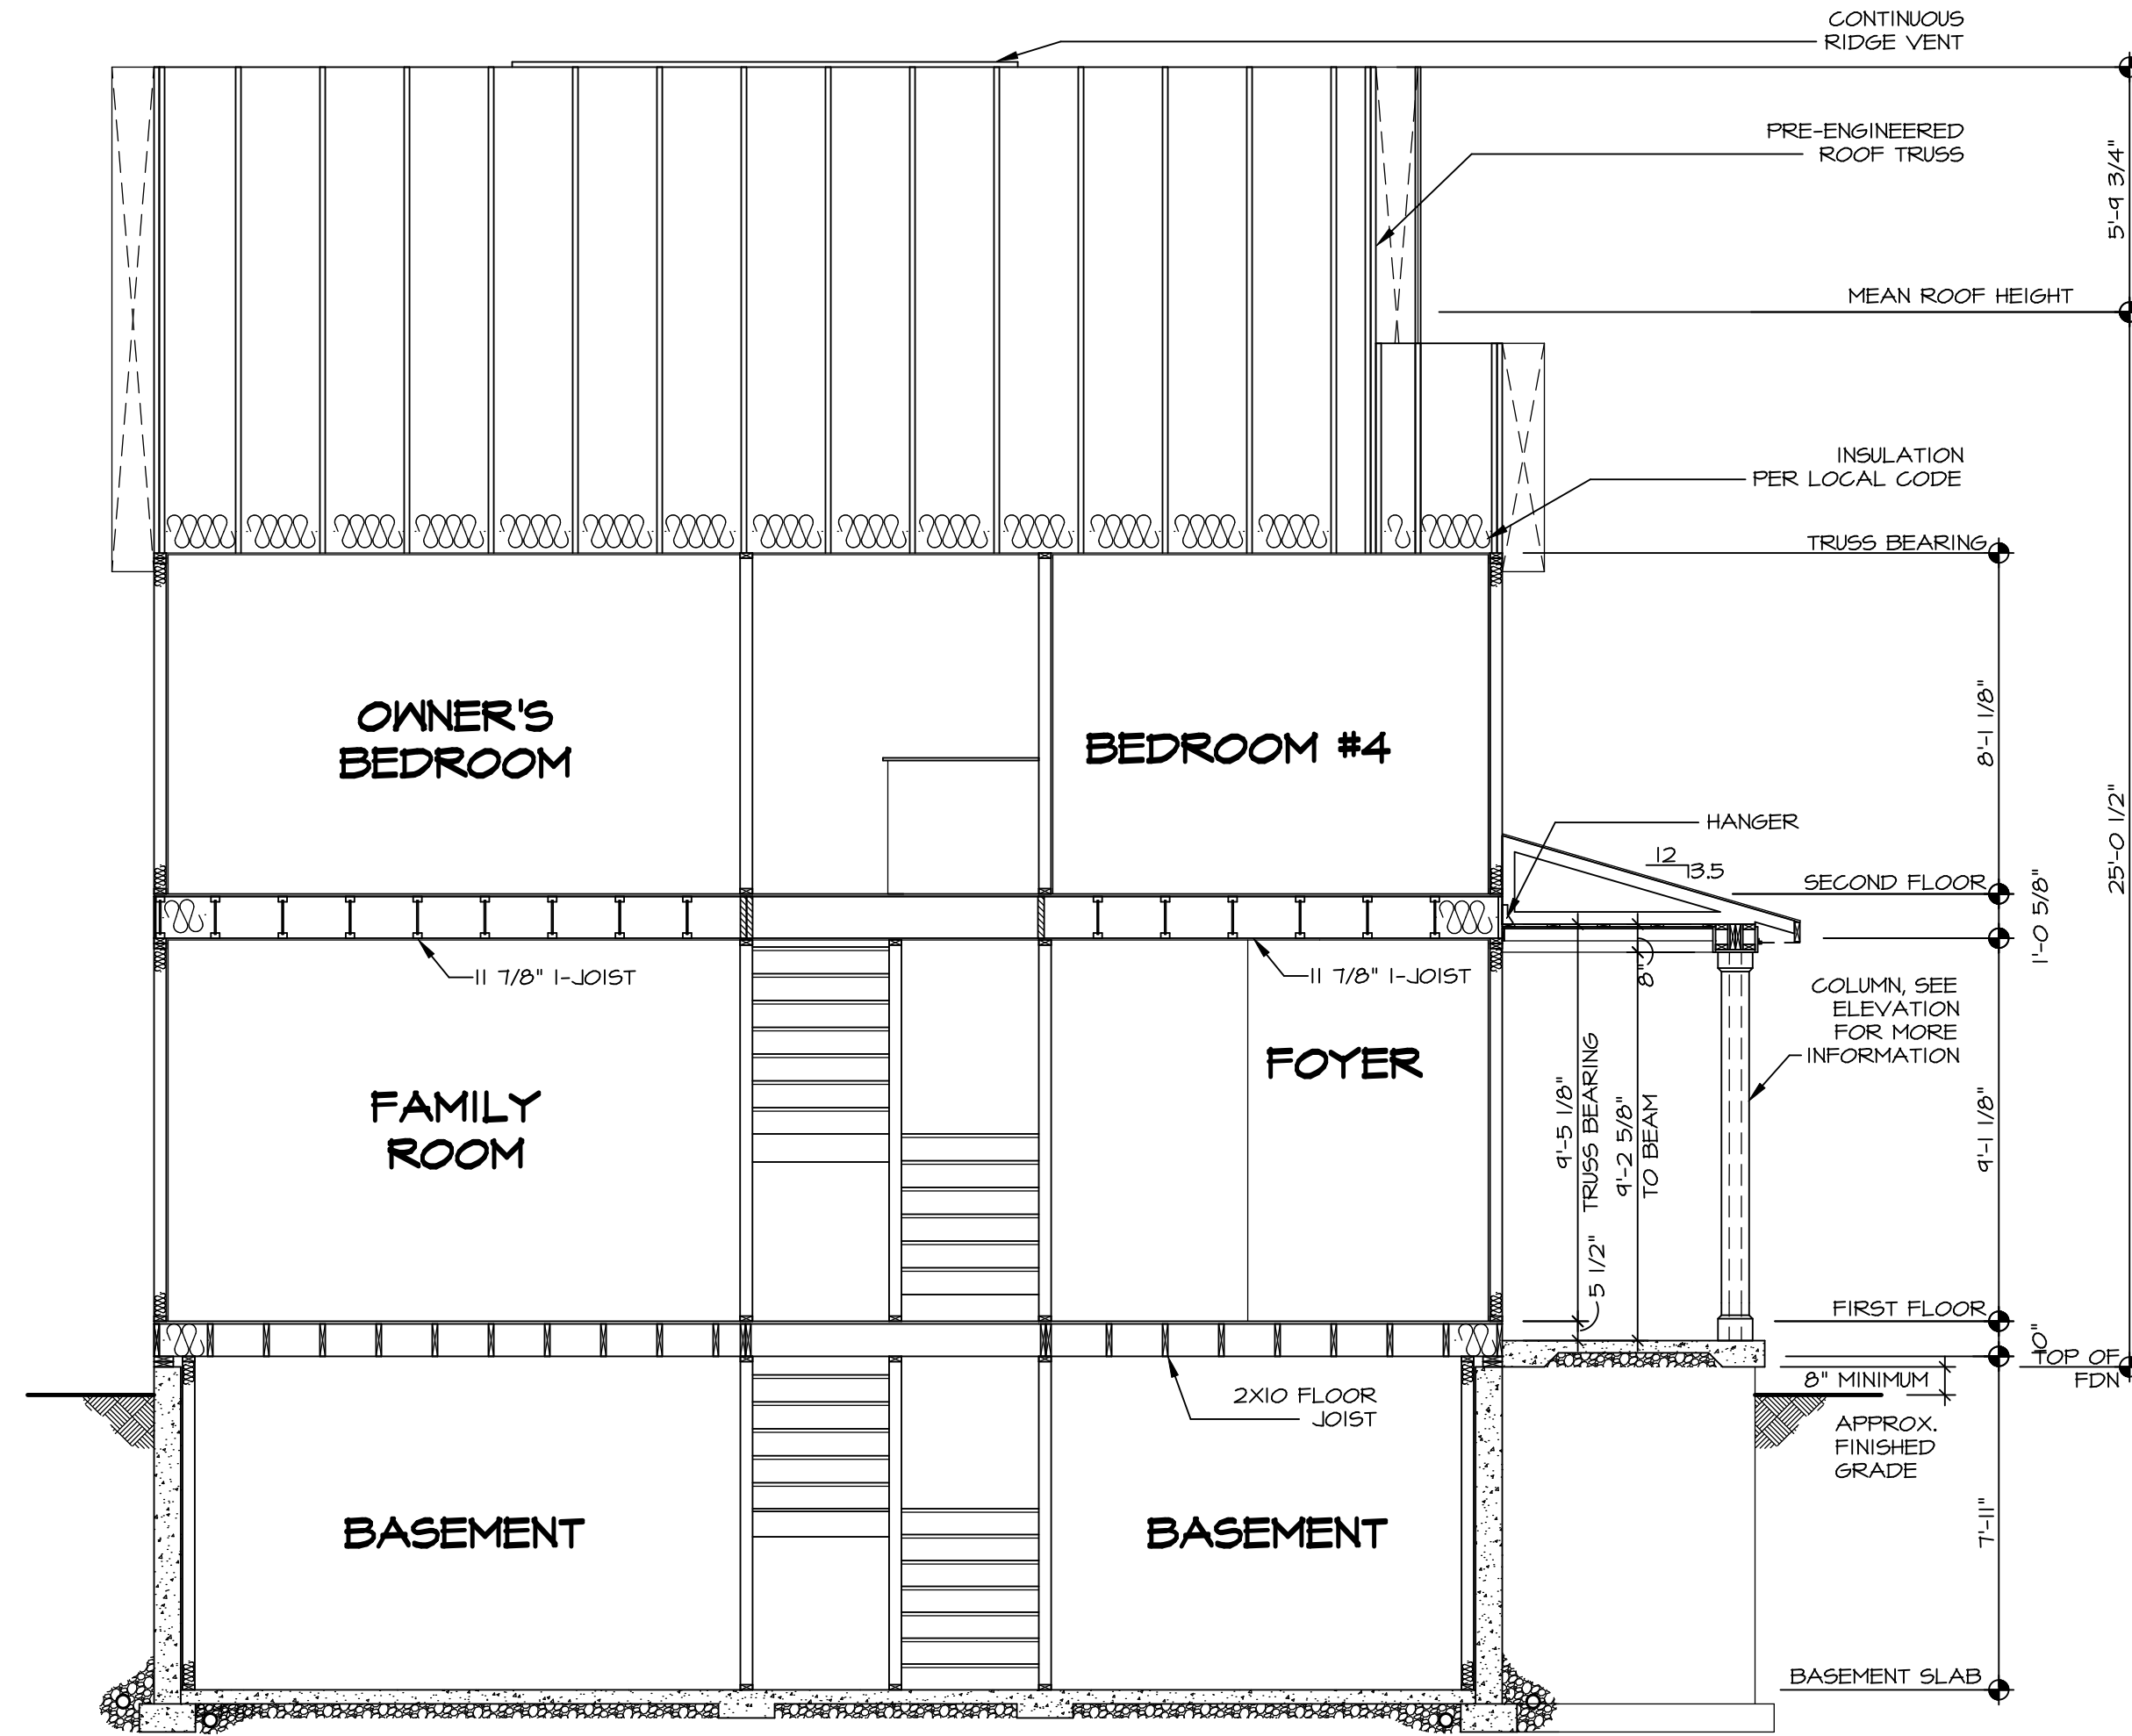 CONTINUOUS
RIDGE VENT
PRE-ENGINEERED
ROOF TRUSS
5'-9 3/4"
MEAN ROOF HEIGHT
INSULATION
PER LOCAL CODE
TRUSS BEARING
8'-1 1/8"
OWNER'S
BEDROOM
BEDROOM #4
HANGER
12
13.5
SECOND FLOOR
25'-0 1/2"
1'-0 5/8"
11 7/8" I-JOIST
11 7/8" I-JOIST
8"
COLUMN, SEE
ELEVATION
FOR MORE
INFORMATION
FOYER
FAMILY
ROOM
9'-5 1/8"
TRUSS BEARING
9'-2 5/8"
TO BEAM
9'-1 1/8"
5 1/2"
FIRST FLOOR
10"
TOP OF
FDN
8" MINIMUM
2X10 FLOOR
JOIST
APPROX.
FINISHED
GRADE
BASEMENT
BASEMENT
7'-11"
BASEMENT SLAB